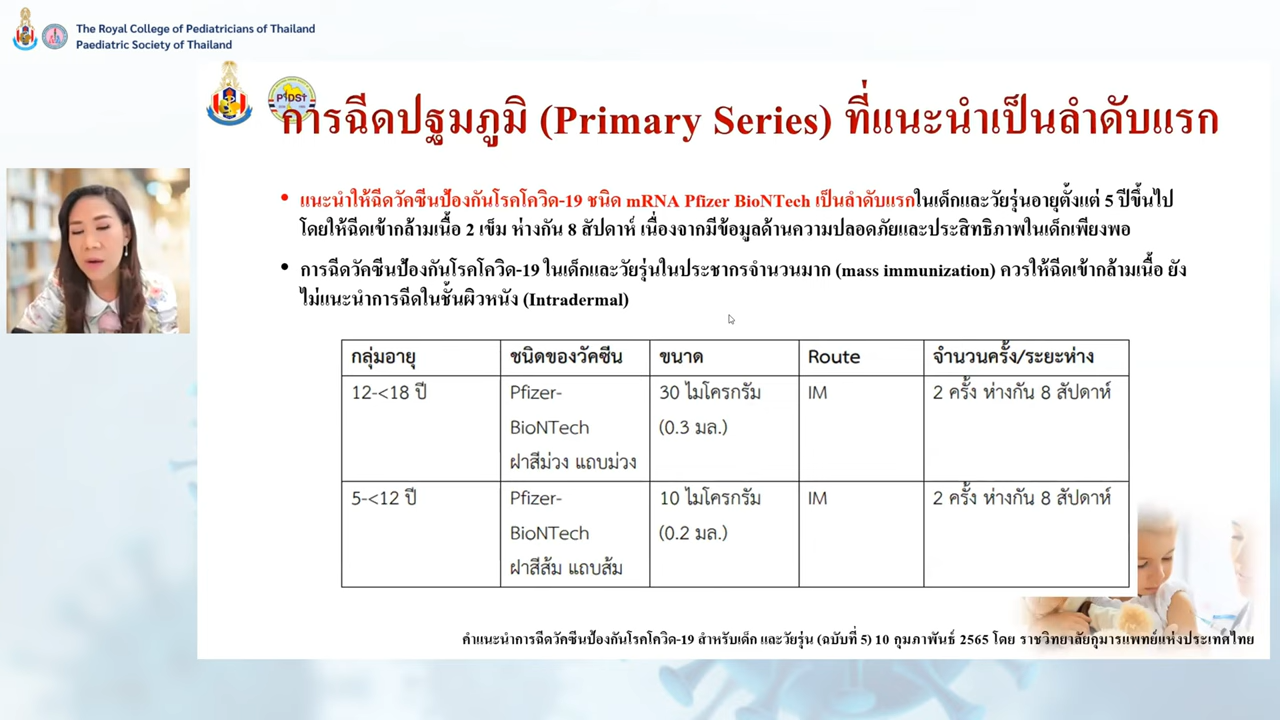 The Royal College of Pediatricians of Thailand
Paediatric Society of Thailand
PIDST
การฉีดปฐมภูมิ (Primary Series) ที่แนะนำเป็นลำดับแรก
• แนะนำให้ฉีดวัคซีนป้องกันโรคโควิด-19 ชนิด mRNA Pfizer BioNTech เป็นลำดับแรกในเด็กและวัยรุ่นอายุตั้งแต่ 5 ปีขึ้นไป
โดยให้ฉีดเข้ากล้ามเนื้อ 2 เข็ม ห่างกัน 8 สัปดาห์ เนื่องจากมีข้อมูลด้านความปลอดภัยและประสิทธิภาพในเด็กเพียงพอ
• การฉีดวัคซีนป้องกันโรคโควิด-19 ในเด็กและวัยรุ่นในประชากรจำนวนมาก (mass immunization) ควรให้ฉีดเข้ากล้ามเนื้อ ยัง
ไม่แนะนำการฉีดในชั้นผิวหนัง (Intradermal)
กลุ่มอายุ ชนิดของวัคซีน ขนาด Route จำนวนครั้ง/ระยะห่าง
12-<18 ปี Pfizer- 30 ไมโครกรัม IM 2 ครั้ง ห่างกัน 8 สัปดาห์
BioNTech (0.3 มล.)
ฝาสีม่วง แถบม่วง
5-<12 ปี Pfizer- 10 ไมโครกรัม IM 2 ครั้ง ห่างกัน 8 สัปดาห์
BioNTech (0.2 มล.)
ฝาสีส้ม แถบส้ม
คำแนะนำการฉีดวัคซีนป้องกันโรคโควิด-19 สำหรับเด็ก และวัยรุ่น (ฉบับที่ 5) 10 กุมภาพันธ์ 2565 โดย ราชวิทยาลัยกุมารแพทย์แห่งประเทศไทย